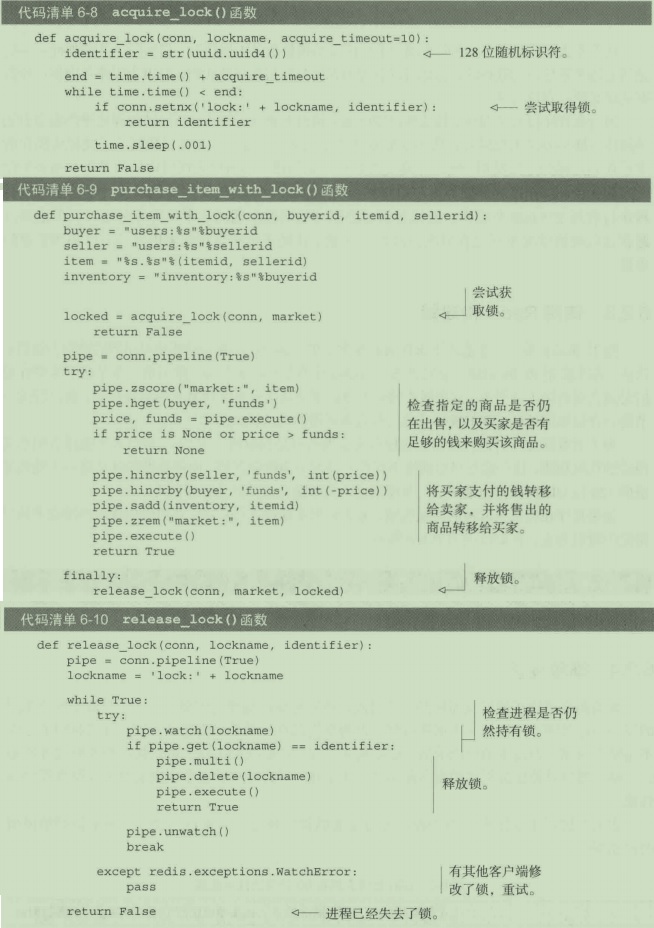 代码清单 6-8 acquire_lock()函数
def acquire_lock(conn, lockname, acquire_timeout=10):
    identifier = str(uuid.uuid4())
128 位随机标识符。
    end = time.time() + acquire_timeout
    while time.time() < end:
        if conn.setnx('lock:' + lockname, identifier):
尝试取得锁。
            return identifier
        time.sleep(.001)
    return False
代码清单 6-9 purchase_item_with_lock()函数
def purchase_item_with_lock(conn, buyerid, itemid, sellerid):
    buyer = "users:%s"%buyerid
    seller = "users:%s"%sellerid
    item = "%s.%s"%(itemid, sellerid)
    inventory = "inventory:%s"%buyerid
尝试获
取锁。
    locked = acquire_lock(conn, market)
        return False
    pipe = conn.pipeline(True)
    try:
        pipe.zscore("market:", item)
        pipe.hget(buyer, 'funds')
        price, funds = pipe.execute()
        if price is None or price > funds:
            return None
检查指定的商品是否仍
在出售，以及买家是否有
足够的钱来购买该商品。
        pipe.hincrby(seller, 'funds', int(price))
        pipe.hincrby(buyer, 'funds', int(-price))
        pipe.sadd(inventory, itemid)
        pipe.zrem("market:", item)
        pipe.execute()
        return True
将买家支付的钱转移
给卖家，并将售出的
商品转移给买家。
    finally:
        release_lock(conn, market, locked)
释放锁。
代码清单 6-10 release_lock()函数
def release_lock(conn, lockname, identifier):
    pipe = conn.pipeline(True)
    lockname = 'lock:' + lockname
    while True:
        try:
            pipe.watch(lockname)
            if pipe.get(lockname) == identifier:
检查进程是否仍
然持有锁。
                pipe.multi()
                pipe.delete(lockname)
                pipe.execute()
                return True
释放锁。
            pipe.unwatch()
            break
        except redis.exceptions.WatchError:
            pass
有其他客户端修
改了锁，重试。
    return False
进程已经失去了锁。